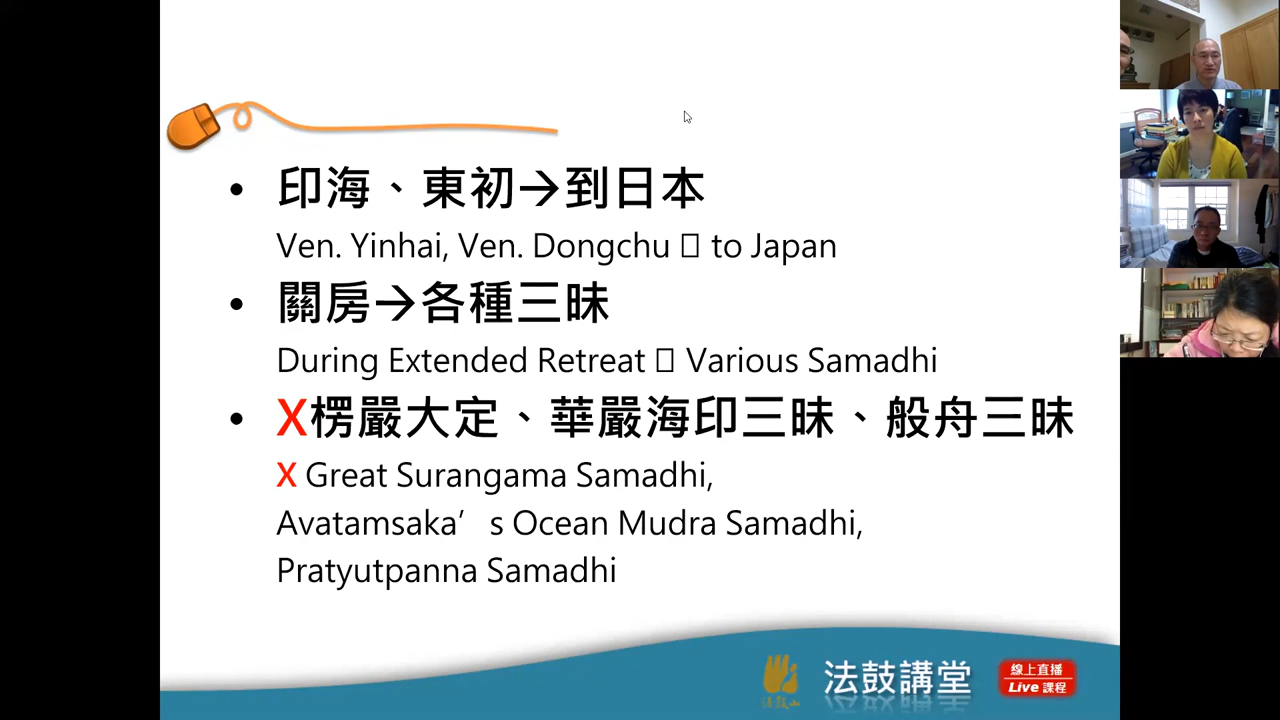 • 印海、東初→到日本
Ven. Yinhai, Ven. Dongchu □ to Japan
• 關房→各種三昧
During Extended Retreat □ Various Samadhi
• X楞嚴大定、華嚴海印三昧、般舟三昧
X Great Surangama Samadhi,
Avatamsaka’s Ocean Mudra Samadhi,
Pratyutpanna Samadhi
法鼓山
法鼓講堂
線上直播
Live 課程